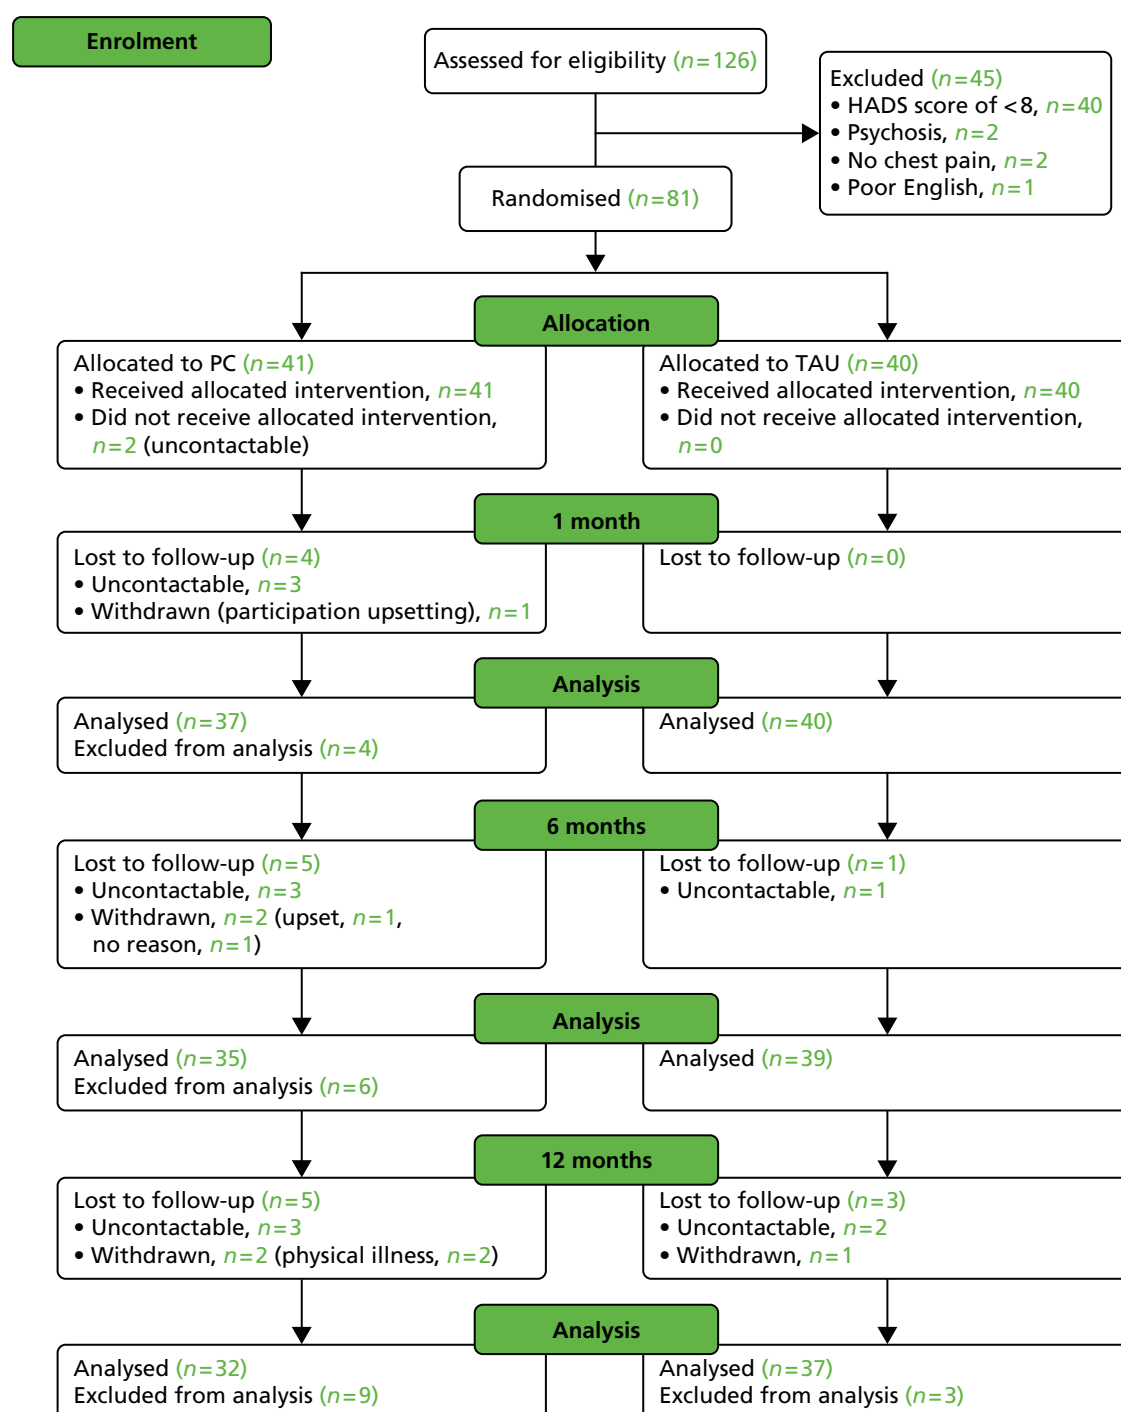 Enrolment
Assessed for eligibility (n=126)
Excluded (n=45)
• HADS score of <8, n=40
• Psychosis, n=2
• No chest pain, n=2
• Poor English, n=1
Randomised (n=81)
Allocation
Allocated to PC (n=41)
• Received allocated intervention, n=41
• Did not receive allocated intervention,
n=2 (uncontactable)
Allocated to TAU (n=40)
• Received allocated intervention, n=40
• Did not receive allocated intervention,
n=0
1 month
Lost to follow-up (n=4)
• Uncontactable, n=3
• Withdrawn (participation upsetting), n=1
Lost to follow-up (n=0)
Analysis
Analysed (n=37)
Excluded from analysis (n=4)
Analysed (n=40)
6 months
Lost to follow-up (n=5)
• Uncontactable, n=3
• Withdrawn, n=2 (upset, n=1,
no reason, n=1)
Lost to follow-up (n=1)
• Uncontactable, n=1
Analysis
Analysed (n=35)
Excluded from analysis (n=6)
Analysed (n=39)
12 months
Lost to follow-up (n=5)
• Uncontactable, n=3
• Withdrawn, n=2 (physical illness, n=2)
Lost to follow-up (n=3)
• Uncontactable, n=2
• Withdrawn, n=1
Analysis
Analysed (n=32)
Excluded from analysis (n=9)
Analysed (n=37)
Excluded from analysis (n=3)